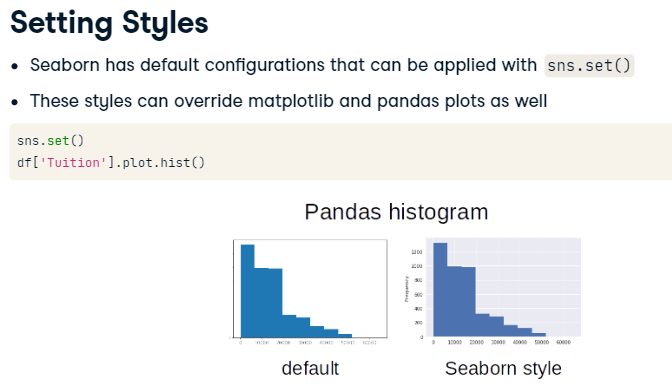 Setting Styles
• Seaborn has default configurations that can be applied with sns.set()
• These styles can override matplotlib and pandas plots as well
sns.set()
df['Tuition'].plot.hist()
Pandas histogram
Frequency
1200
1000
800
600
400
200
0
0 10000 20000 30000 40000 50000 60000
default
Seaborn style